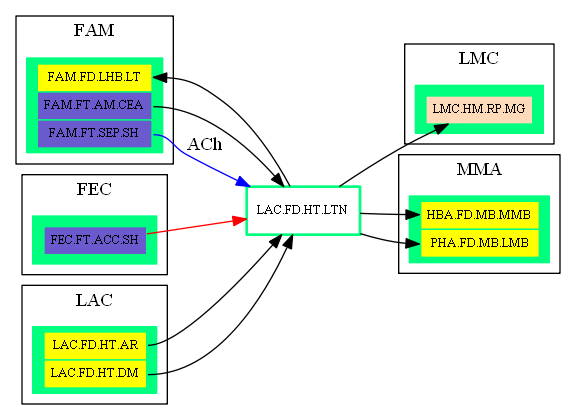 FAM
FAM.FD.LHB.LT
FAM.FT.AM.CEA
FAM.FT.SEP.SH
ACh
FEC
FEC.FT.ACC.SH
LAC
LAC.FD.HT.AR
LAC.FD.HT.DM
LAC.FD.HT.LTN
LMC
LMC.HM.RP.MG
MMA
HBA.FD.MB.MMB
PHA.FD.MB.LMB